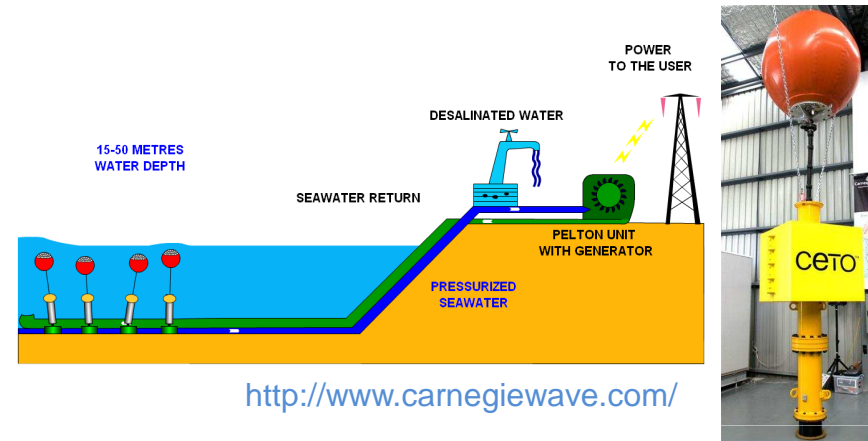 POWER
TO THE USER
DESALINATED WATER
15-50 METRES
WATER DEPTH
SEAWATER RETURN
PELTON UNIT
WITH GENERATOR
PRESSURIZED
SEAWATER
http://www.carnegiewave.com/
CETO